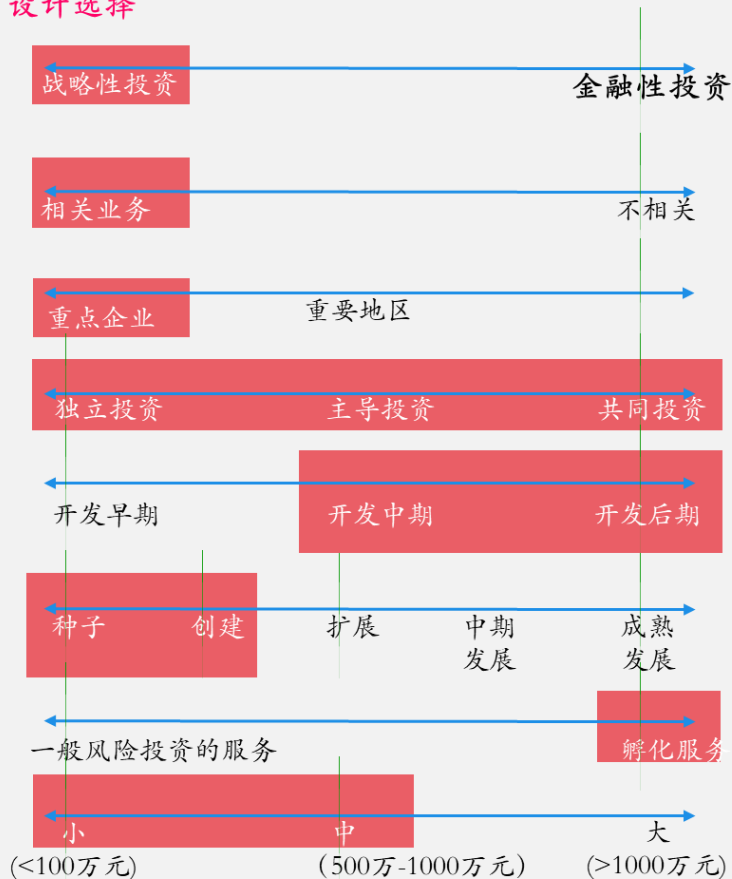 设计选择
战略性投资 金融性投资
相关业务 不相关
重点企业 重要地区
独立投资 主导投资 共同投资
开发早期 开发中期 开发后期
种子 创建 扩展 中期 成熟
发展 发展
一般风险投资的服务 孵化服务
小 中 大
(<100万元) (500万-1000万元) (>1000万元)